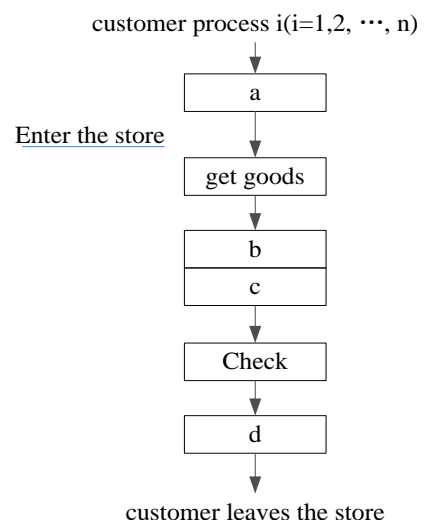 customer process i(i=1,2, ⋯, n)
a
Enter the store
get goods
b
c
Check
d
customer leaves the store